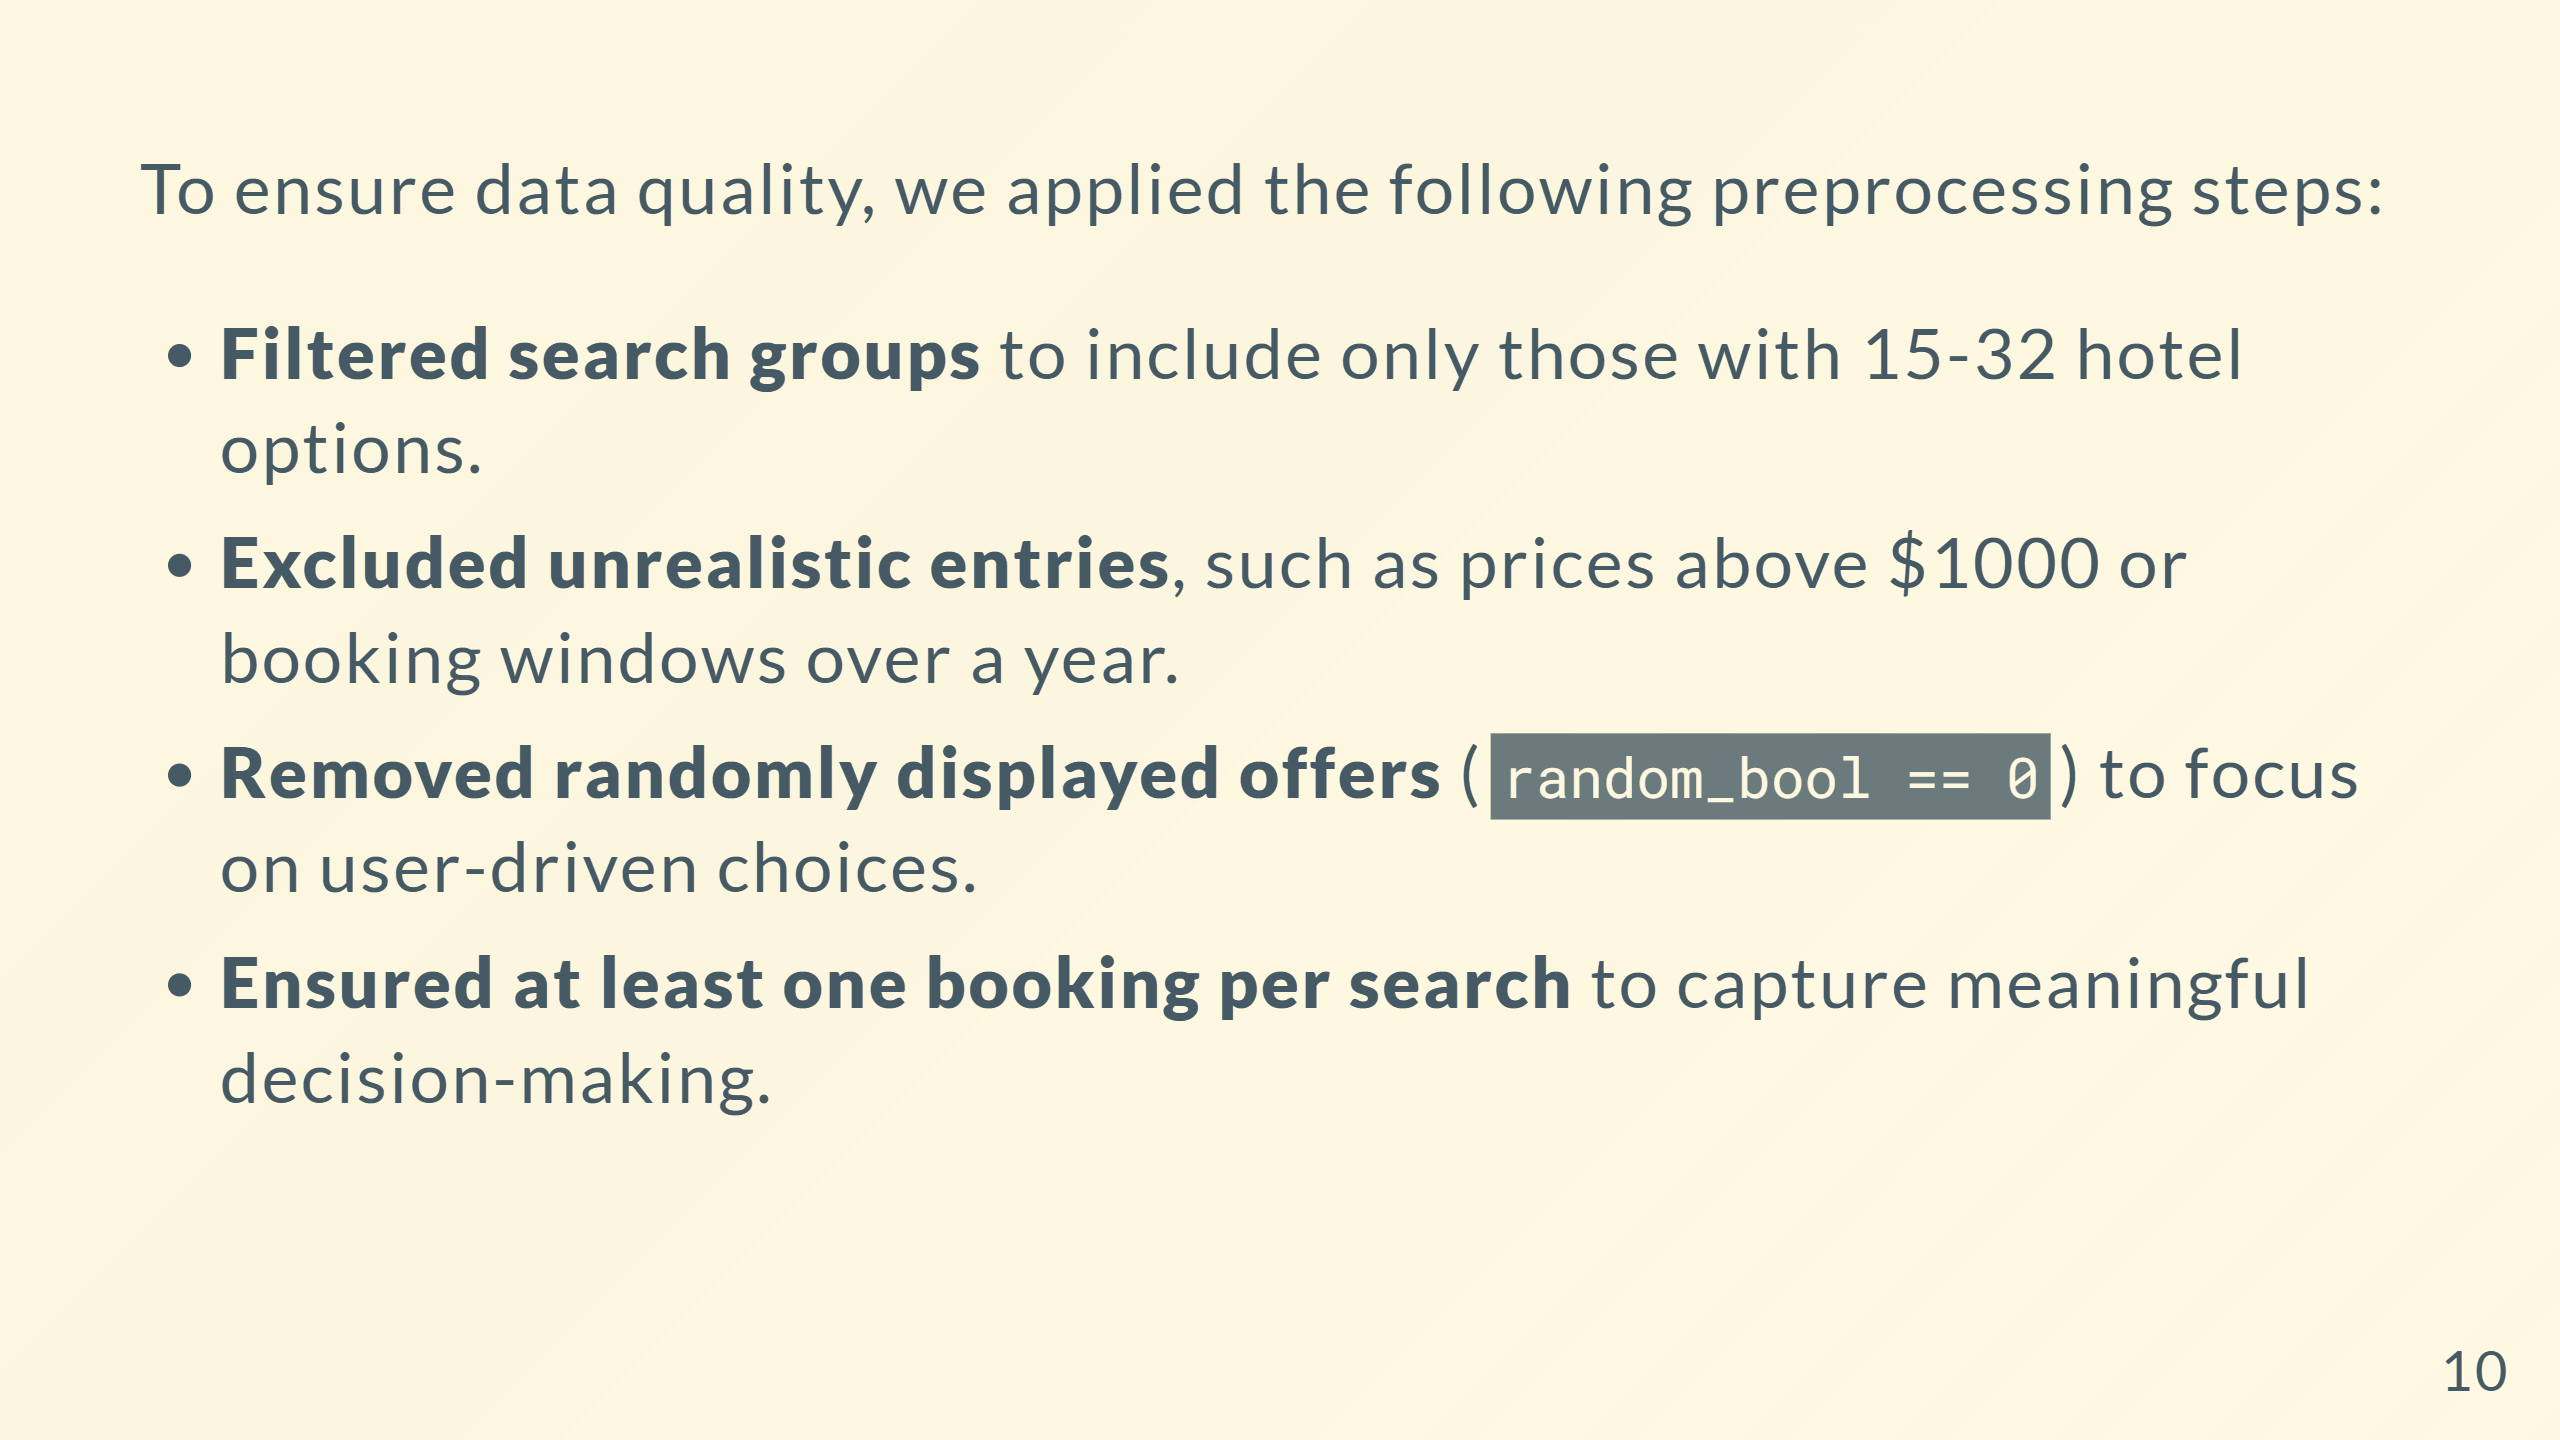 To ensure data quality, we applied the following preprocessing steps:
• Filtered search groups to include only those with 15-32 hotel
options.
• Excluded unrealistic entries, such as prices above $1000 or
booking windows over a year.
• Removed randomly displayed offers ( random_bool == 0 ) to focus
on user-driven choices.
• Ensured at least one booking per search to capture meaningful
decision-making.
10